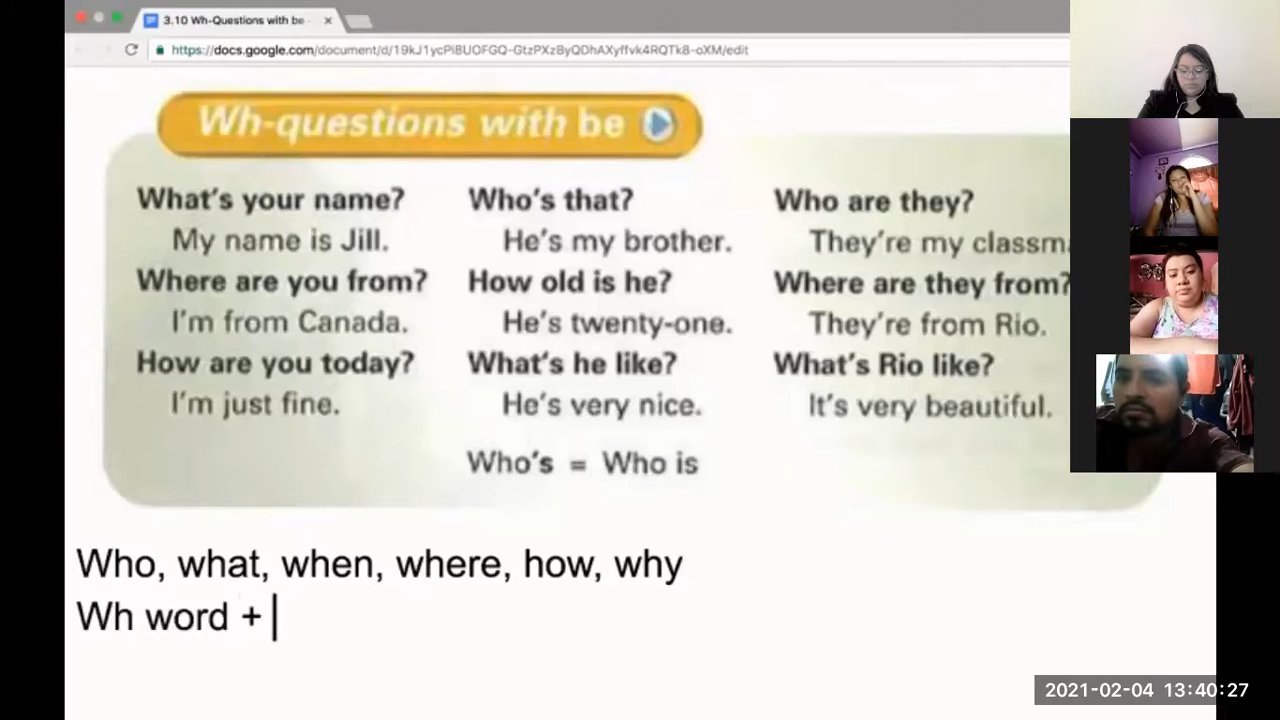 3.10 Wh-Questions with be -
https://docs.google.com/document/d/19kJ1ycPlBUOFGQ-GtzPXzByQDhAXyffvk4RQTk8-oXM/edit
Wh-questions with be
What's your name?
My name is Jill.
Where are you from?
I'm from Canada.
How are you today?
I'm just fine.
Who's that?
He's my brother.
How old is he?
He's twenty-one.
What's he like?
He's very nice.
Who's = Who is
Who are they?
They're my classm
Where are they from?
They're from Rio.
What's Rio like?
It's very beautiful.
Who, what, when, where, how, why
Wh word +
2021-02-04 13:40:27